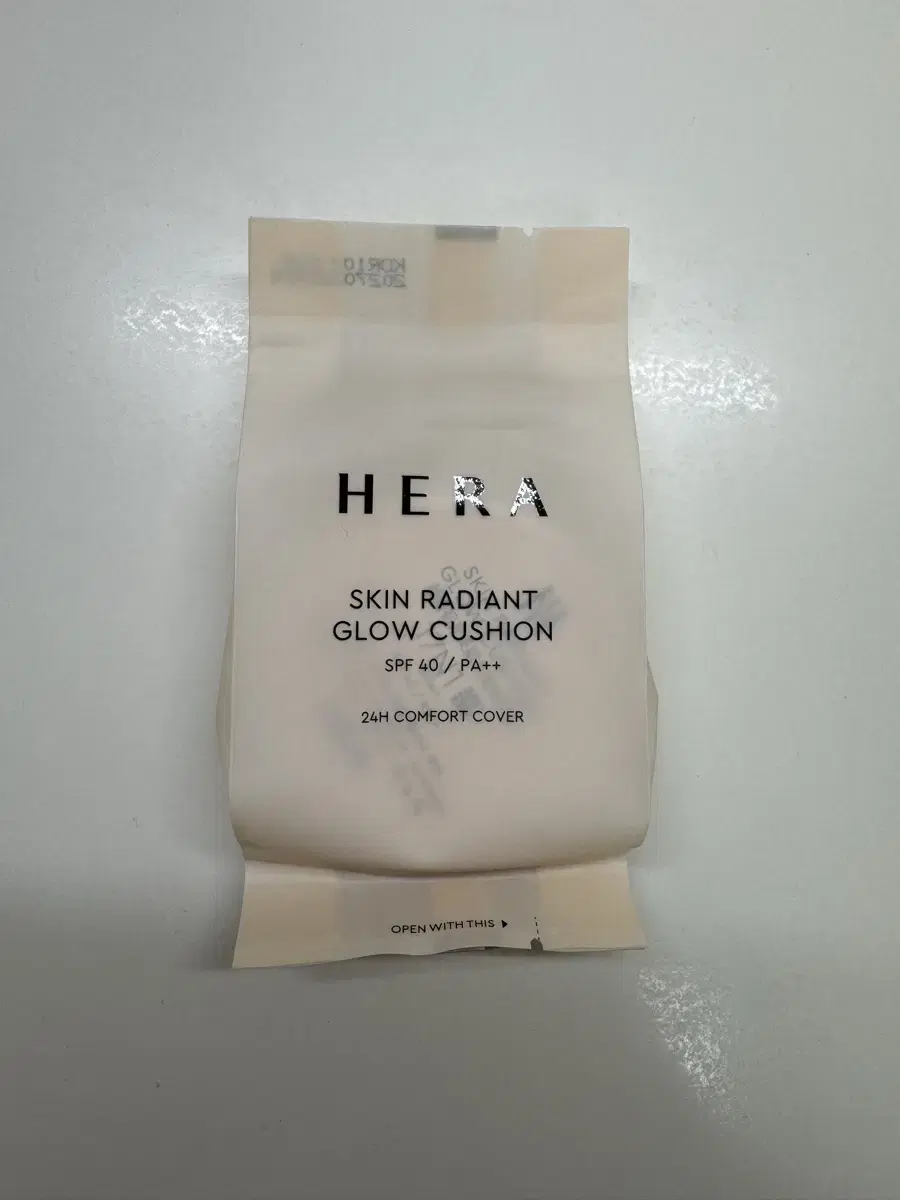 HERA
SKIN RADIANT
GLOW CUSHION
SPF 40 / PA++
24H COMFORT COVER
OPEN WITH THIS